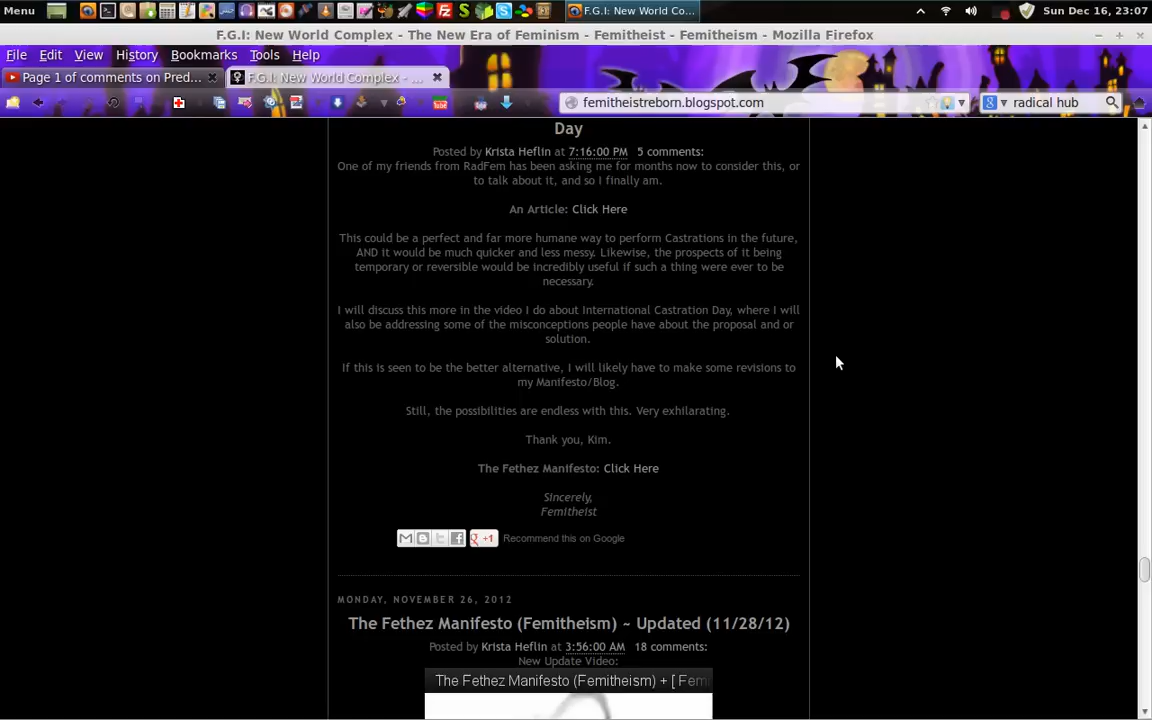 Menu
F.G.I: New World Co...
Sun Dec 16, 23:07
F.G.I: New World Complex - The New Era of Feminism - Femitheist - Femitheism - Mozilla Firefox
File Edit View History Bookmarks Tools Help
Page 1 of comments on Pred...
F.G.I: New World Complex - ...
femitheistreborn.blogspot.com
radical hub
Day
Posted by Krista Heflin at 7:16:00 PM 5 comments:
One of my friends from RadFem has been asking me for months now to consider this, or
to talk about it, and so I finally am.
An Article: Click Here
This could be a perfect and far more humane way to perform Castrations in the future,
AND it would be much quicker and less messy. Likewise, the prospects of it being
temporary or reversible would be incredibly useful if such a thing were ever to be
necessary.
I will discuss this more in the video I do about International Castration Day, where I will
also be addressing some of the misconceptions people have about the proposal and or
solution.
If this is seen to be the better alternative, I will likely have to make some revisions to
my Manifesto/Blog.
Still, the possibilities are endless with this. Very exhilarating.
Thank you, Kim.
The Fethez Manifesto: Click Here
Sincerely,
Femitheist
+1 Recommend this on Google
MONDAY, NOVEMBER 26, 2012
The Fethez Manifesto (Femitheism) ~ Updated (11/28/12)
Posted by Krista Heflin at 3:56:00 AM 18 comments:
New Update Video:
The Fethez Manifesto (Femitheism) + [ Fem